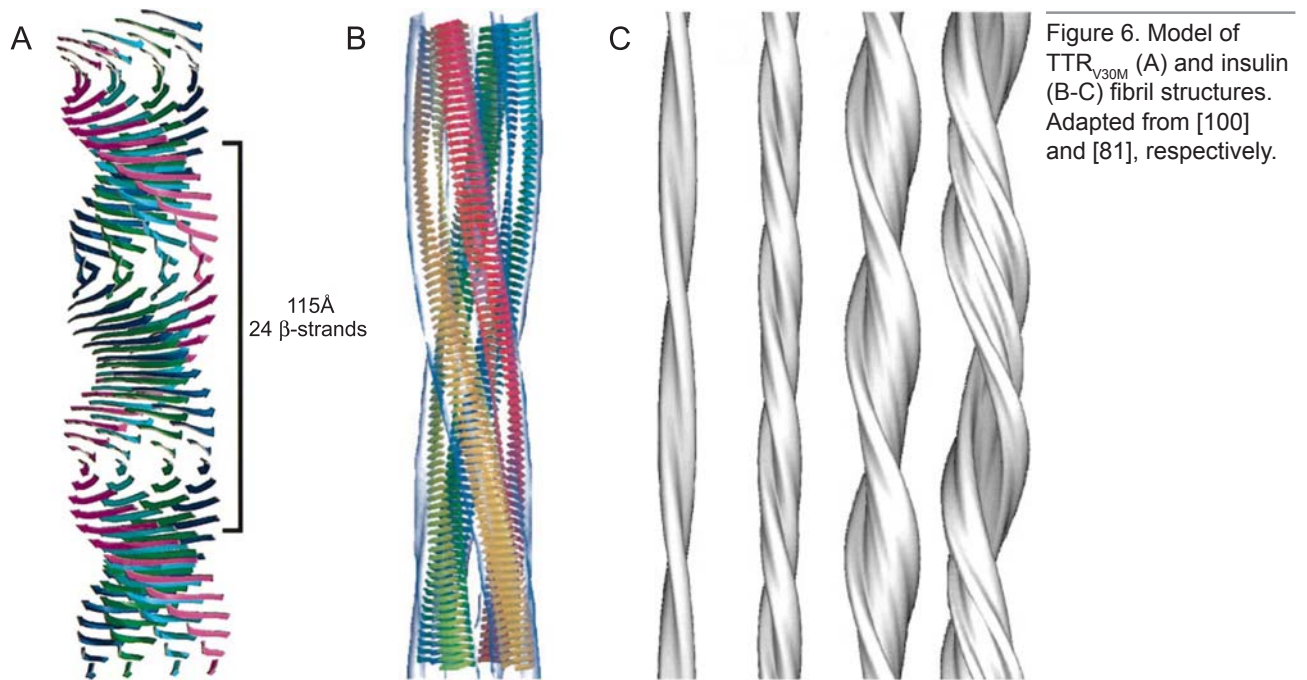 A
B
C
115Å
24 β-strands
Figure 6. Model of
TTRV30M (A) and insulin
(B-C) fibril structures.
Adapted from [100]
and [81], respectively.